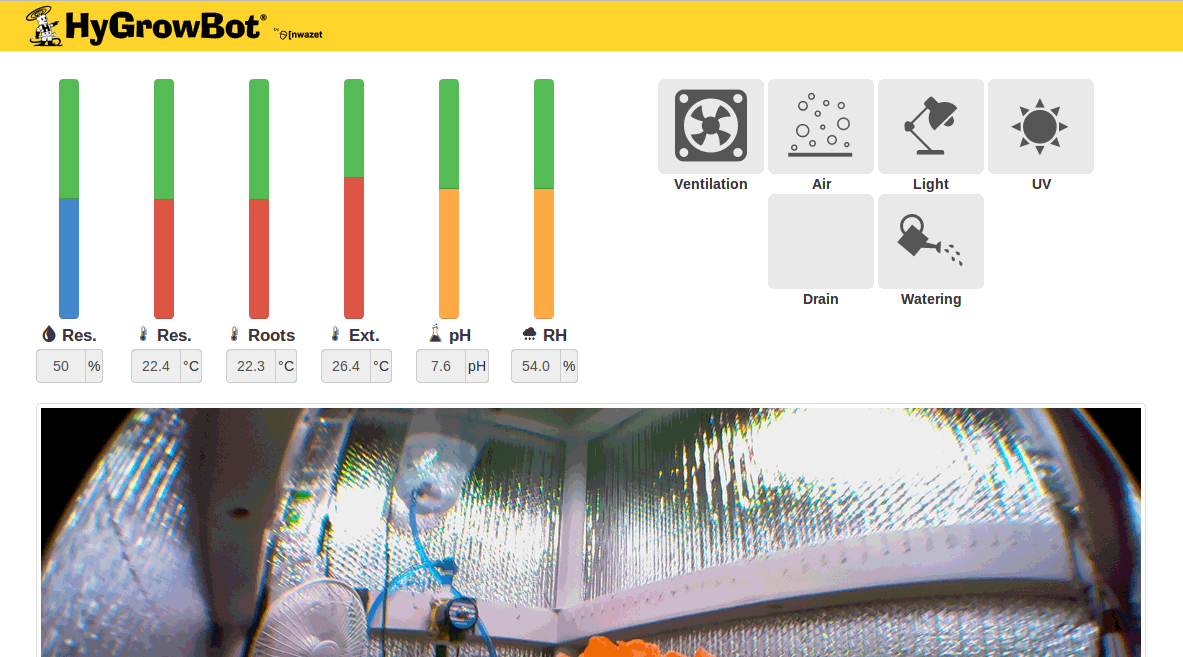 HyGrowBot®
by Inwazet
Ventilation Air Light UV
Drain Watering
Res. Res. Roots Ext. pH RH
50 % 22.4 °C 22.3 °C 26.4 °C 7.6 pH 54.0 %